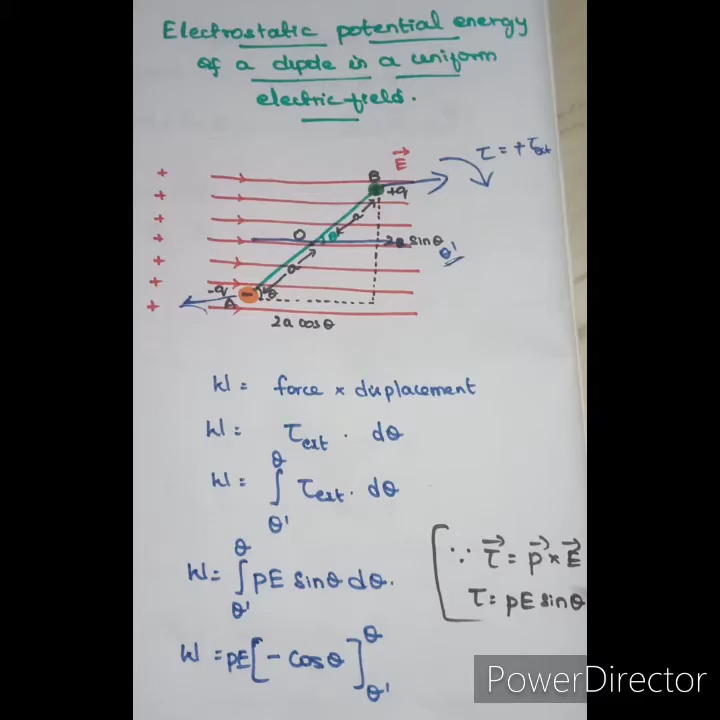 Electrostatic potential energy
of a dipole in a uniform
electric field.
E
τ = + τext
+ + + + + + +
B
+q
a
O
θ
2a sinθ
θ'
a
-q
A
θ
2a cosθ
W = force × duplacement
W = τext . dθ
W = ∫θ'^θ τext . dθ
W = ∫θ'^θ pE sinθ dθ.
∵ τ = p × E
τ = pE sinθ
W = pE[- cosθ]θ'^θ
PowerDirector